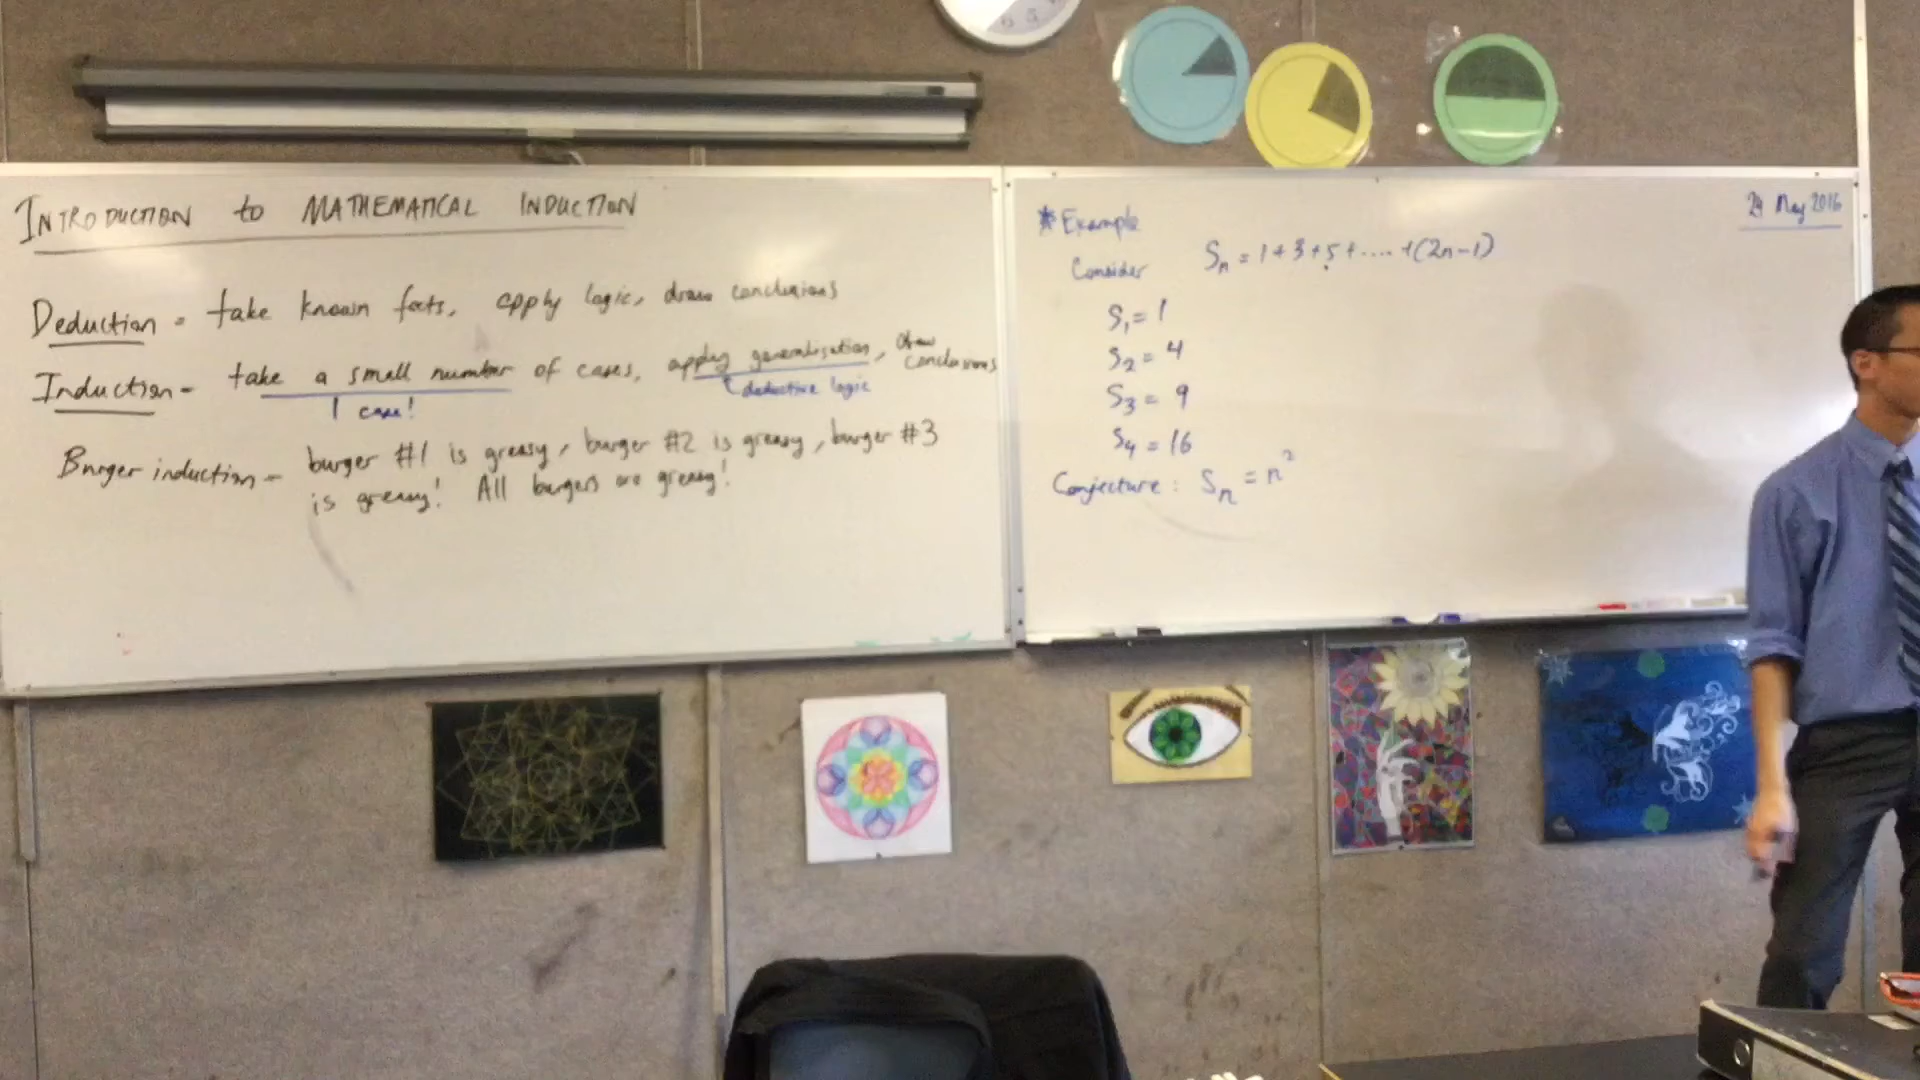 INTRODUCTION to MATHEMATICAL INDUCTION
Deduction - take known facts, apply logic, draw conclusions
Induction - take a small number of cases, apply generalisation, draw conclusions
1 case!
deductive logic
Burger induction - burger #1 is greasy, burger #2 is greasy, burger #3
is greasy! All burgers are greasy!
24 May 2016
*Example
Consider Sₙ = 1+3+5+....+(2n-1)
S₁ = 1
S₂ = 4
S₃ = 9
S₄ = 16
Conjecture: Sₙ = n²